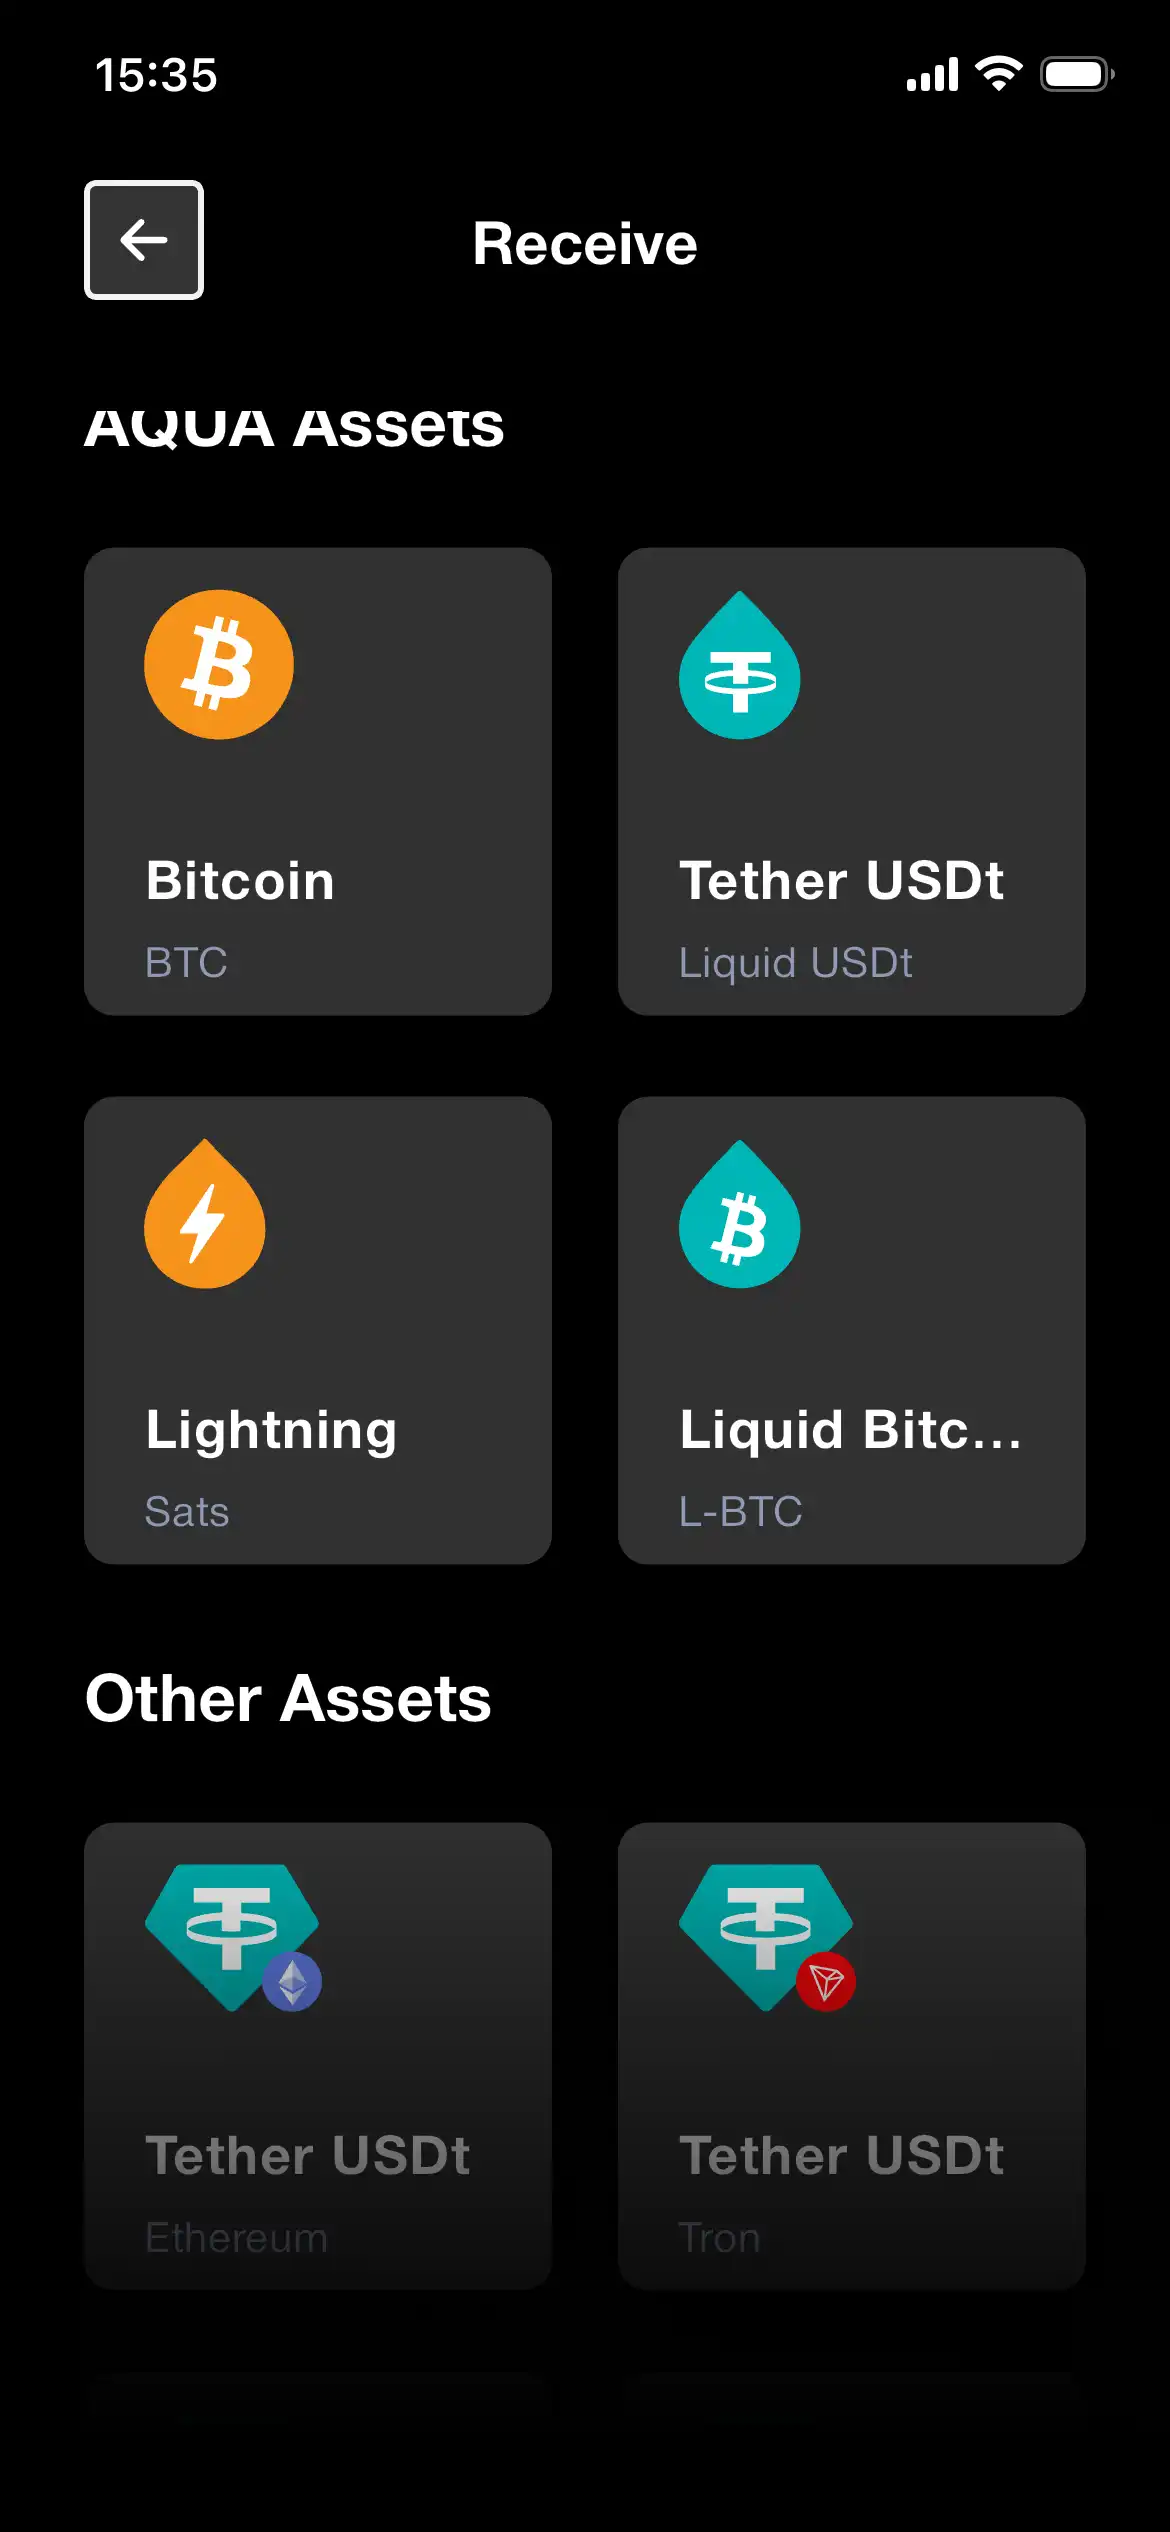 15:35
Receive
AQUA Assets
Bitcoin
BTC
Tether USDt
Liquid USDt
Lightning
Sats
Liquid Bitc...
L-BTC
Other Assets
Tether USDt
Ethereum
Tether USDt
Tron